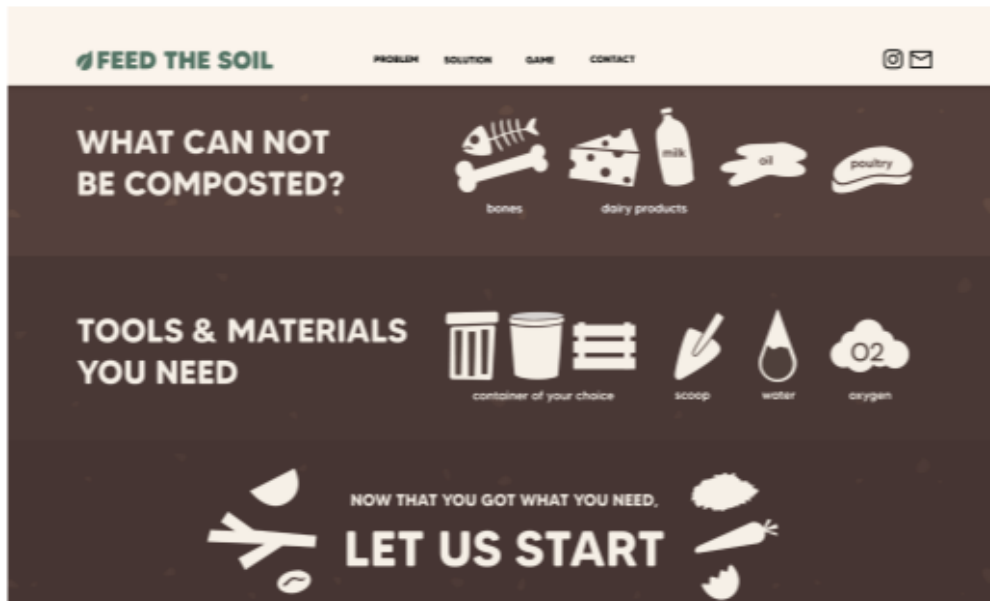 FEED THE SOIL
PROBLEM SOLUTION GAME CONTACT
WHAT CAN NOT
BE COMPOSTED?
milk
oil
poultry
bones
dairy products
TOOLS & MATERIALS
YOU NEED
O2
container of your choice
scoop
water
oxygen
NOW THAT YOU GOT WHAT YOU NEED,
LET US START